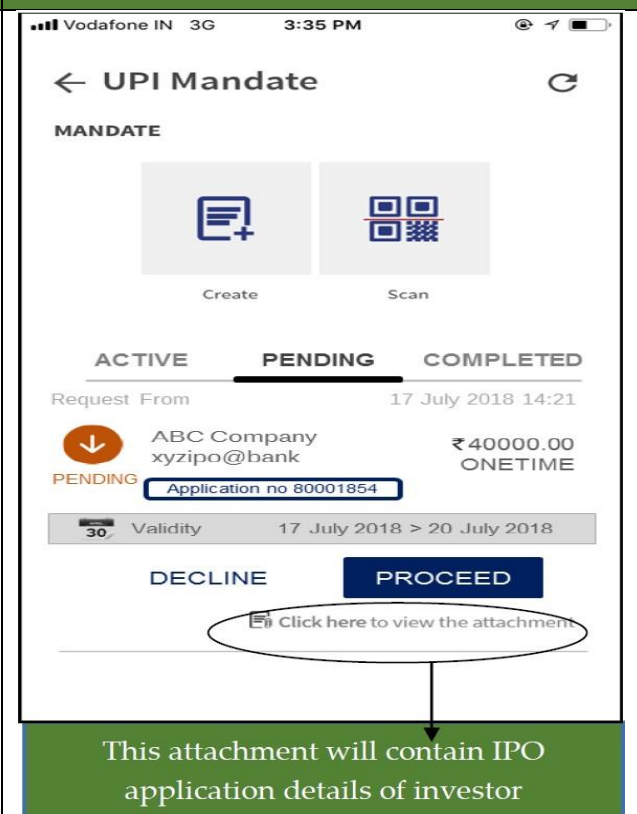 Vodafone IN 3G 3:35 PM
← UPI Mandate
MANDATE
Create Scan
ACTIVE PENDING COMPLETED
Request From 17 July 2018 14:21
ABC Company ₹40000.00
xyzipo@bank ONETIME
PENDING
Application no 80001854
30 Validity 17 July 2018 > 20 July 2018
DECLINE PROCEED
Click here to view the attachment
This attachment will contain IPO
application details of investor